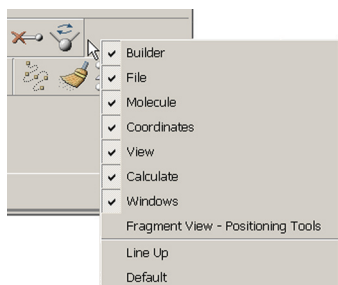 Builder
File
Molecule
Coordinates
View
Calculate
Windows
Fragment View - Positioning Tools
Line Up
Default